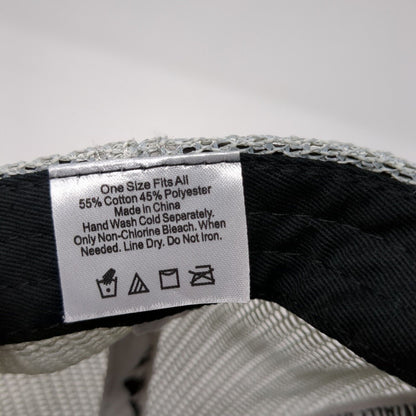 One Size Fits All
55% Cotton 45% Polyester
Made in China
Hand Wash Cold Separately.
Only Non-Chlorine Bleach. When
Needed. Line Dry. Do Not Iron.